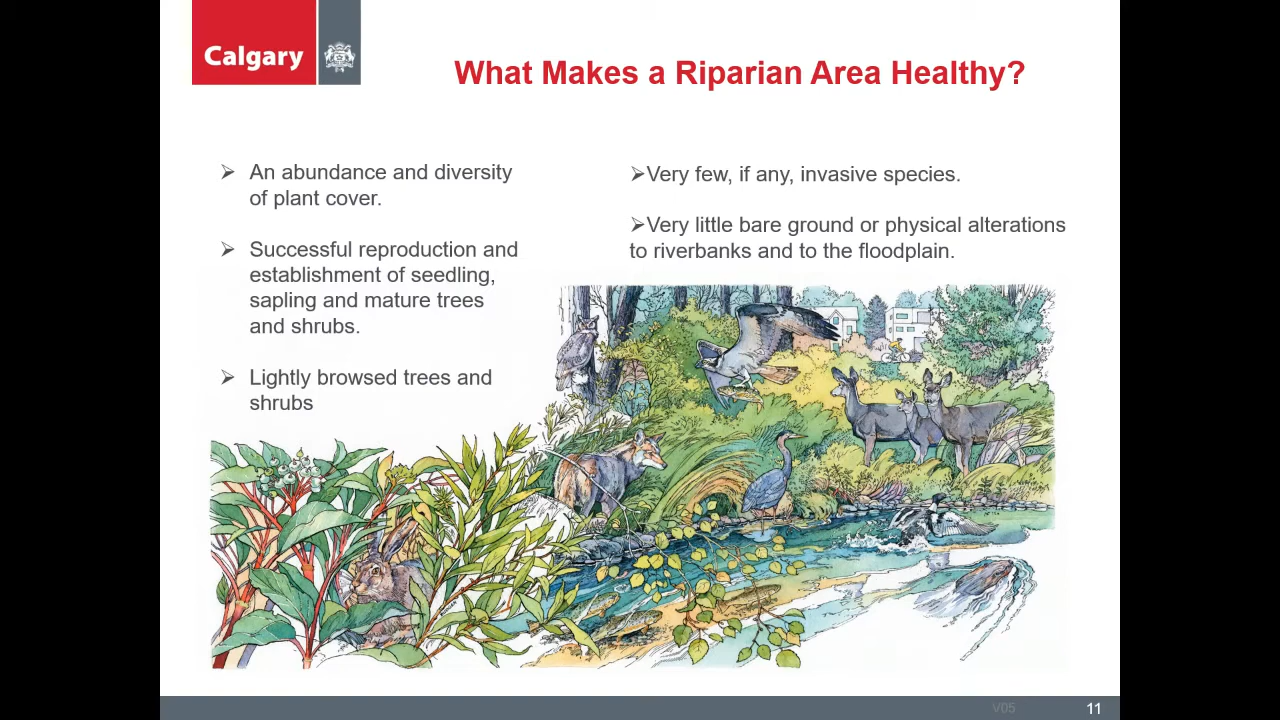 Calgary
What Makes a Riparian Area Healthy?
➢ An abundance and diversity
of plant cover.
➢ Successful reproduction and
establishment of seedling,
sapling and mature trees
and shrubs.
➢ Lightly browsed trees and
shrubs
➢Very few, if any, invasive species.
➢Very little bare ground or physical alterations
to riverbanks and to the floodplain.
V05
11